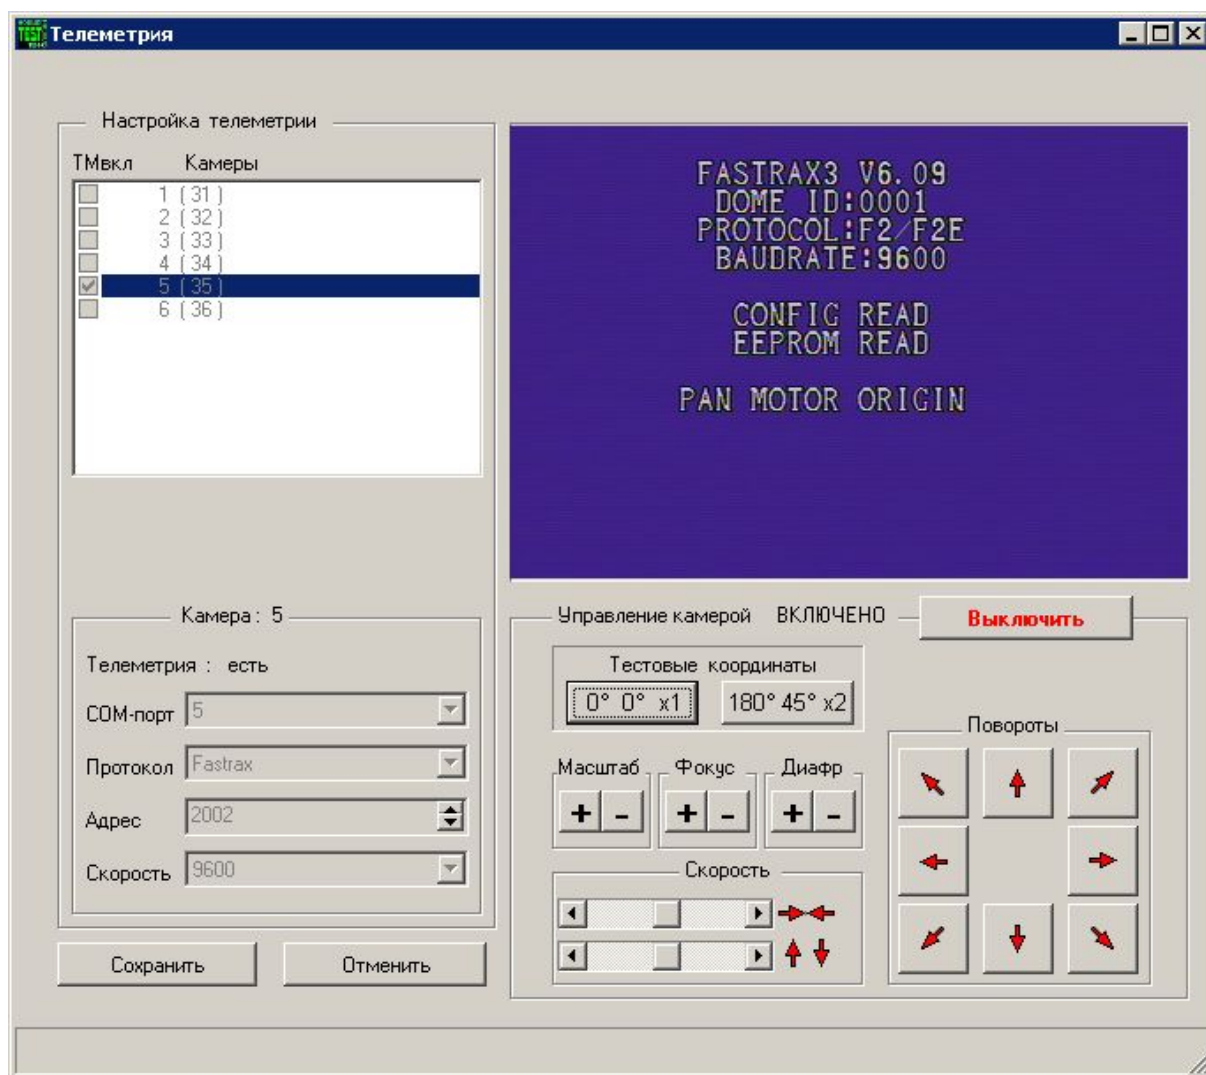 Телеметрия
Настройка телеметрии
ТМвкл Камеры
1 (31)
2 (32)
3 (33)
4 (34)
5 (35)
6 (36)
Камера: 5
Телеметрия : есть
COM-порт 5
Протокол Fastrax
Адрес 2002
Скорость 9600
Сохранить Отменить
FASTRAX3 V6.09
DOME ID:0001
PROTOCOL:F2/F2E
BAUDRATE:9600
CONFIG READ
EEPROM READ
PAN MOTOR ORIGIN
Управление камерой ВКЛЮЧЕНО Выключить
Тестовые координаты
0° 0° x1 180° 45° x2
Масштаб Фокус Диафр
+ - + - + -
Скорость
Повороты